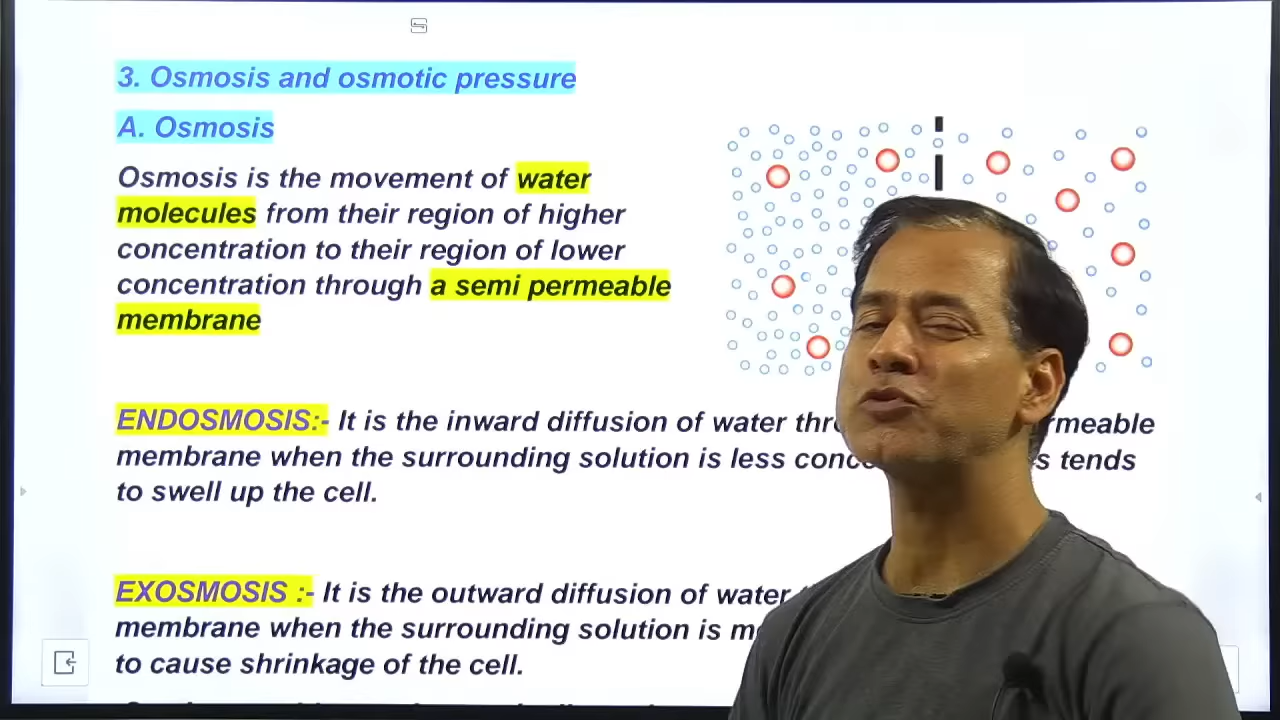 3. Osmosis and osmotic pressure
A. Osmosis
Osmosis is the movement of water
molecules from their region of higher
concentration to their region of lower
concentration through a semi permeable
membrane
ENDOSMOSIS:- It is the inward diffusion of water
membrane when the surrounding solution is less tends
to swell up the cell.
EXOSMOSIS :- It is the outward diffusion of water
membrane when the surrounding solution is
to cause shrinkage of the cell.